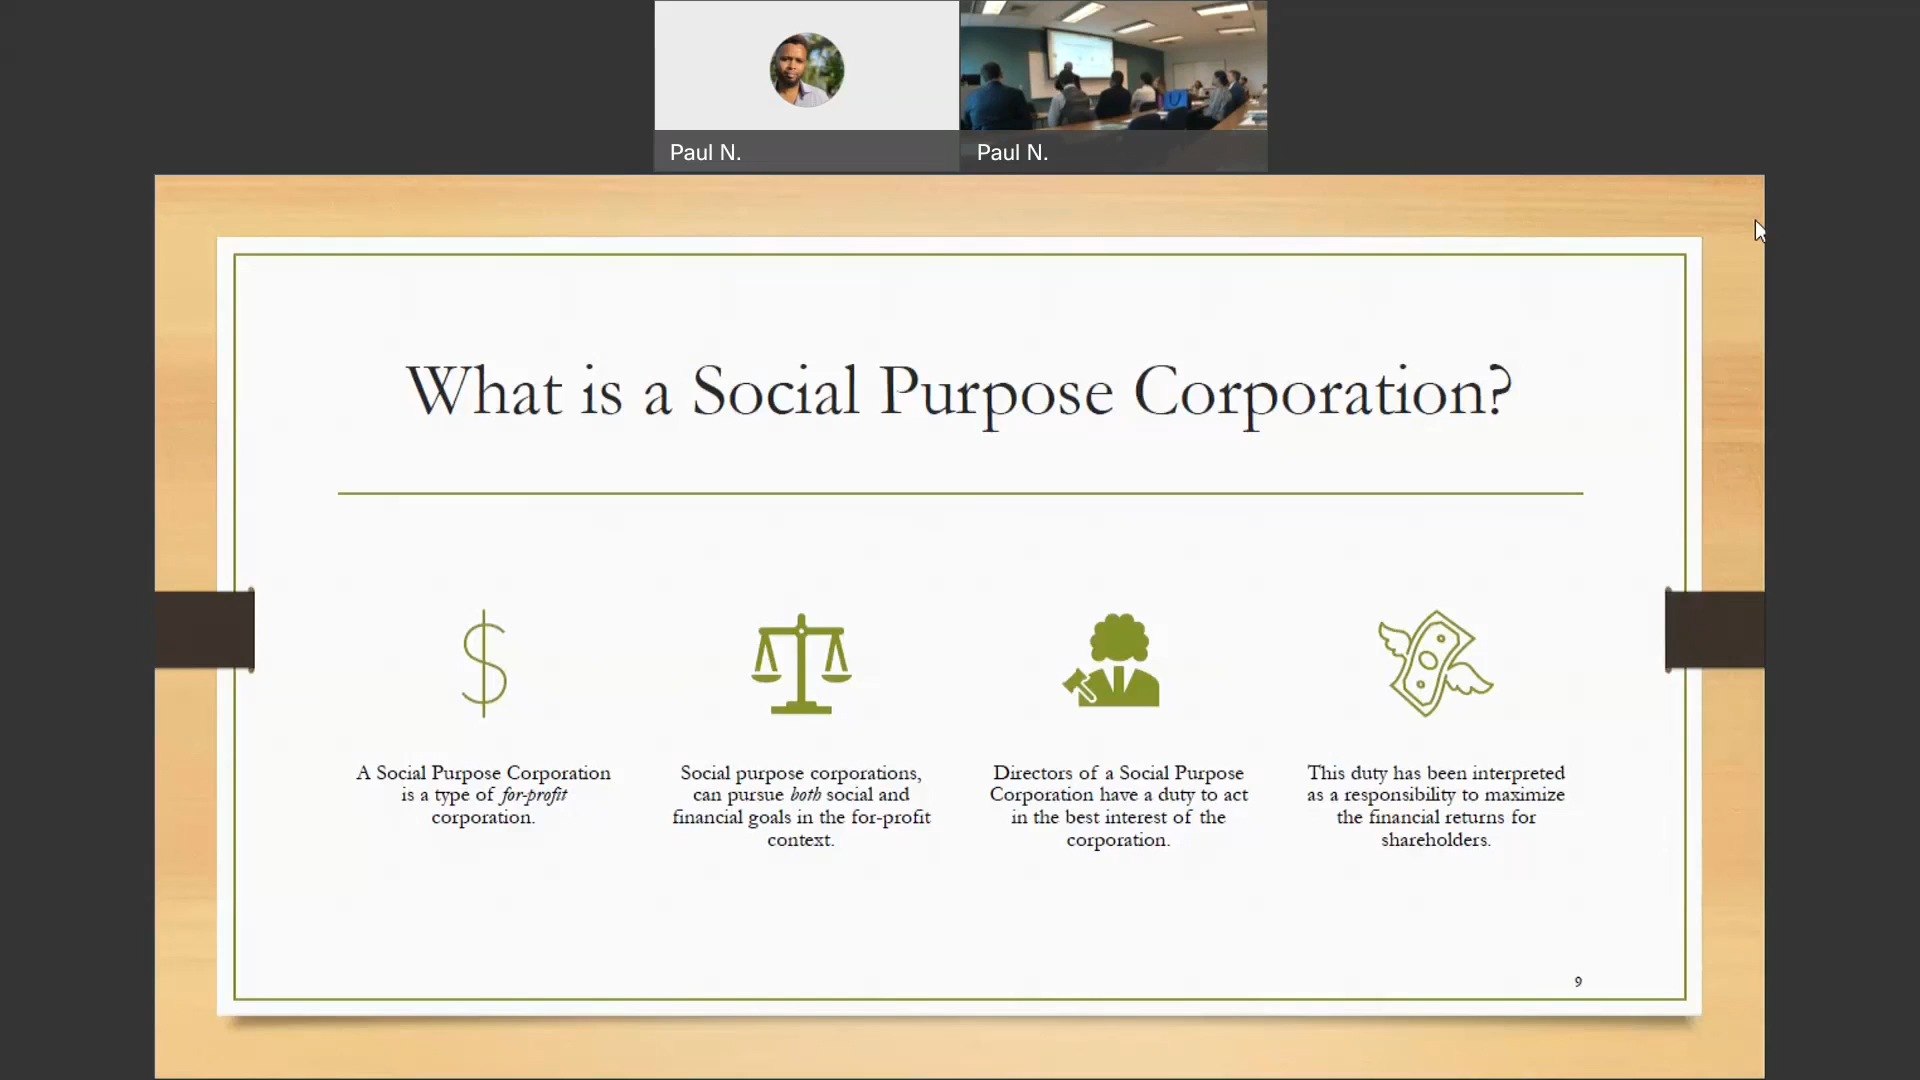 Paul N.
Paul N.
What is a Social Purpose Corporation?
A Social Purpose Corporation
is a type of for-profit
corporation.
Social purpose corporations,
can pursue both social and
financial goals in the for-profit
context.
Directors of a Social Purpose
Corporation have a duty to act
in the best interest of the
corporation.
This duty has been interpreted
as a responsibility to maximize
the financial returns for
shareholders.
9